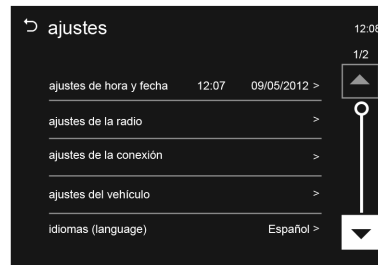 ajustes 12:08
1/2
ajustes de hora y fecha 12:07 09/05/2012 >
ajustes de la radio >
ajustes de la conexión >
ajustes del vehículo >
idiomas (language) Español >